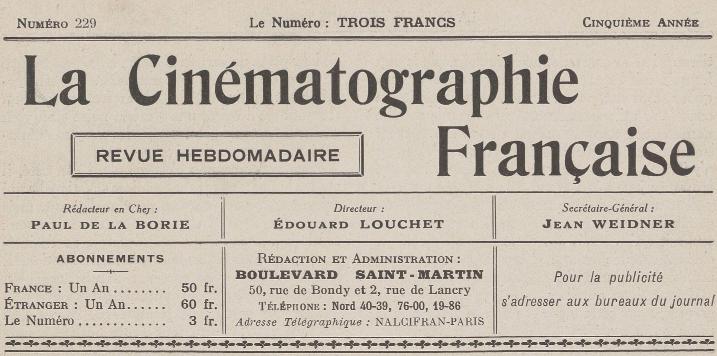 NUMÉRO 229 Le Numéro : TROIS FRANCS CINQUIÈME ANNÉE
La Cinématographie
Française
REVUE HEBDOMADAIRE
Rédacteur en Chef :
PAUL DE LA BORIE
Directeur :
ÉDOUARD LOUCHET
Secrétaire-Général :
JEAN WEIDNER
ABONNEMENTS
FRANCE : Un An ....... 50 fr.
ÉTRANGER : Un An..... 60 fr.
Le Numéro ............ 3 fr.
RÉDACTION ET ADMINISTRATION :
BOULEVARD SAINT-MARTIN
50, rue de Bondy et 2, rue de Lancry
TÉLÉPHONE : Nord 40-39, 76-00, 19-86
Adresse Télégraphique : NALCIFRAN-PARIS
Pour la publicité
s'adresser aux bureaux du journal